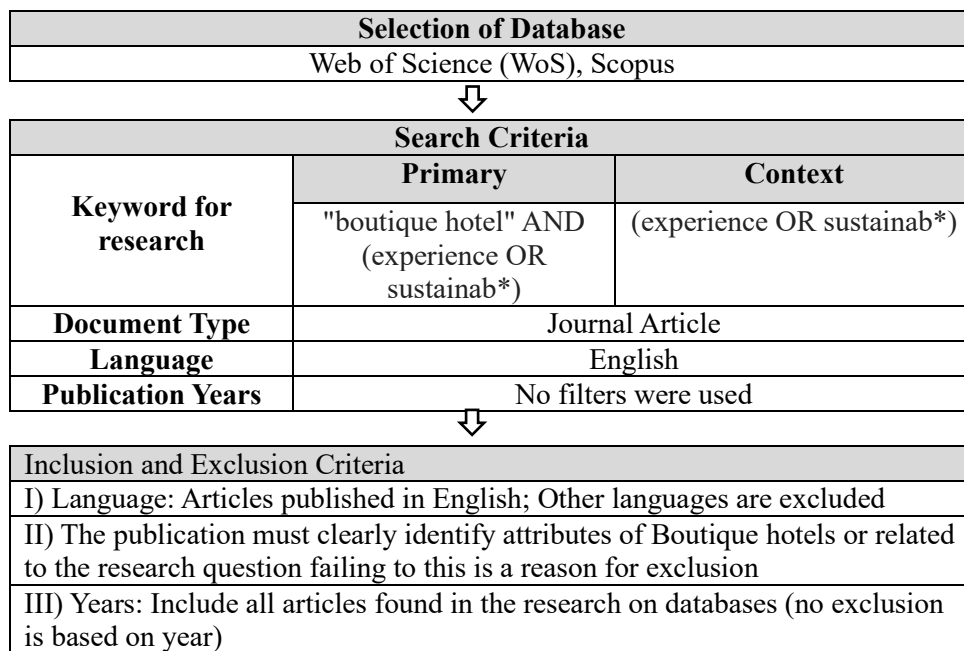 Selection of Database
Web of Science (WoS), Scopus
Search Criteria
Keyword for
research
Primary
Context
"boutique hotel" AND
(experience OR
sustainab*)
(experience OR sustainab*)
Document Type
Journal Article
Language
English
Publication Years
No filters were used
Inclusion and Exclusion Criteria
I) Language: Articles published in English; Other languages are excluded
II) The publication must clearly identify attributes of Boutique hotels or related
to the research question failing to this is a reason for exclusion
III) Years: Include all articles found in the research on databases (no exclusion
is based on year)